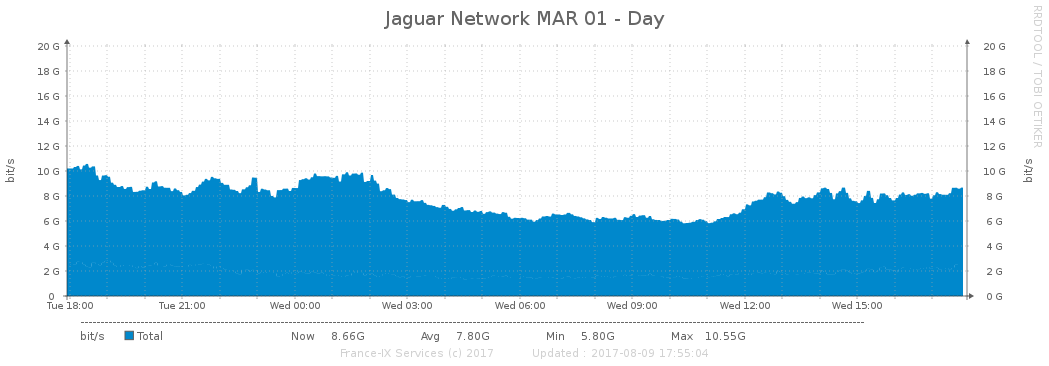 Jaguar Network MAR 01 - Day
RRDTOOL / TOBI OETIKER
bit/s
bit/s
20 G 20 G
18 G 18 G
16 G 16 G
14 G 14 G
12 G 12 G
10 G 10 G
8 G 8 G
6 G 6 G
4 G 4 G
2 G 2 G
0 0 G
Tue 18:00 Tue 21:00 Wed 00:00 Wed 03:00 Wed 06:00 Wed 09:00 Wed 12:00 Wed 15:00
bit/s Total Now 8.66G Avg 7.80G Min 5.80G Max 10.55G
France-IX Services (c) 2017 Updated : 2017-08-09 17:55:04